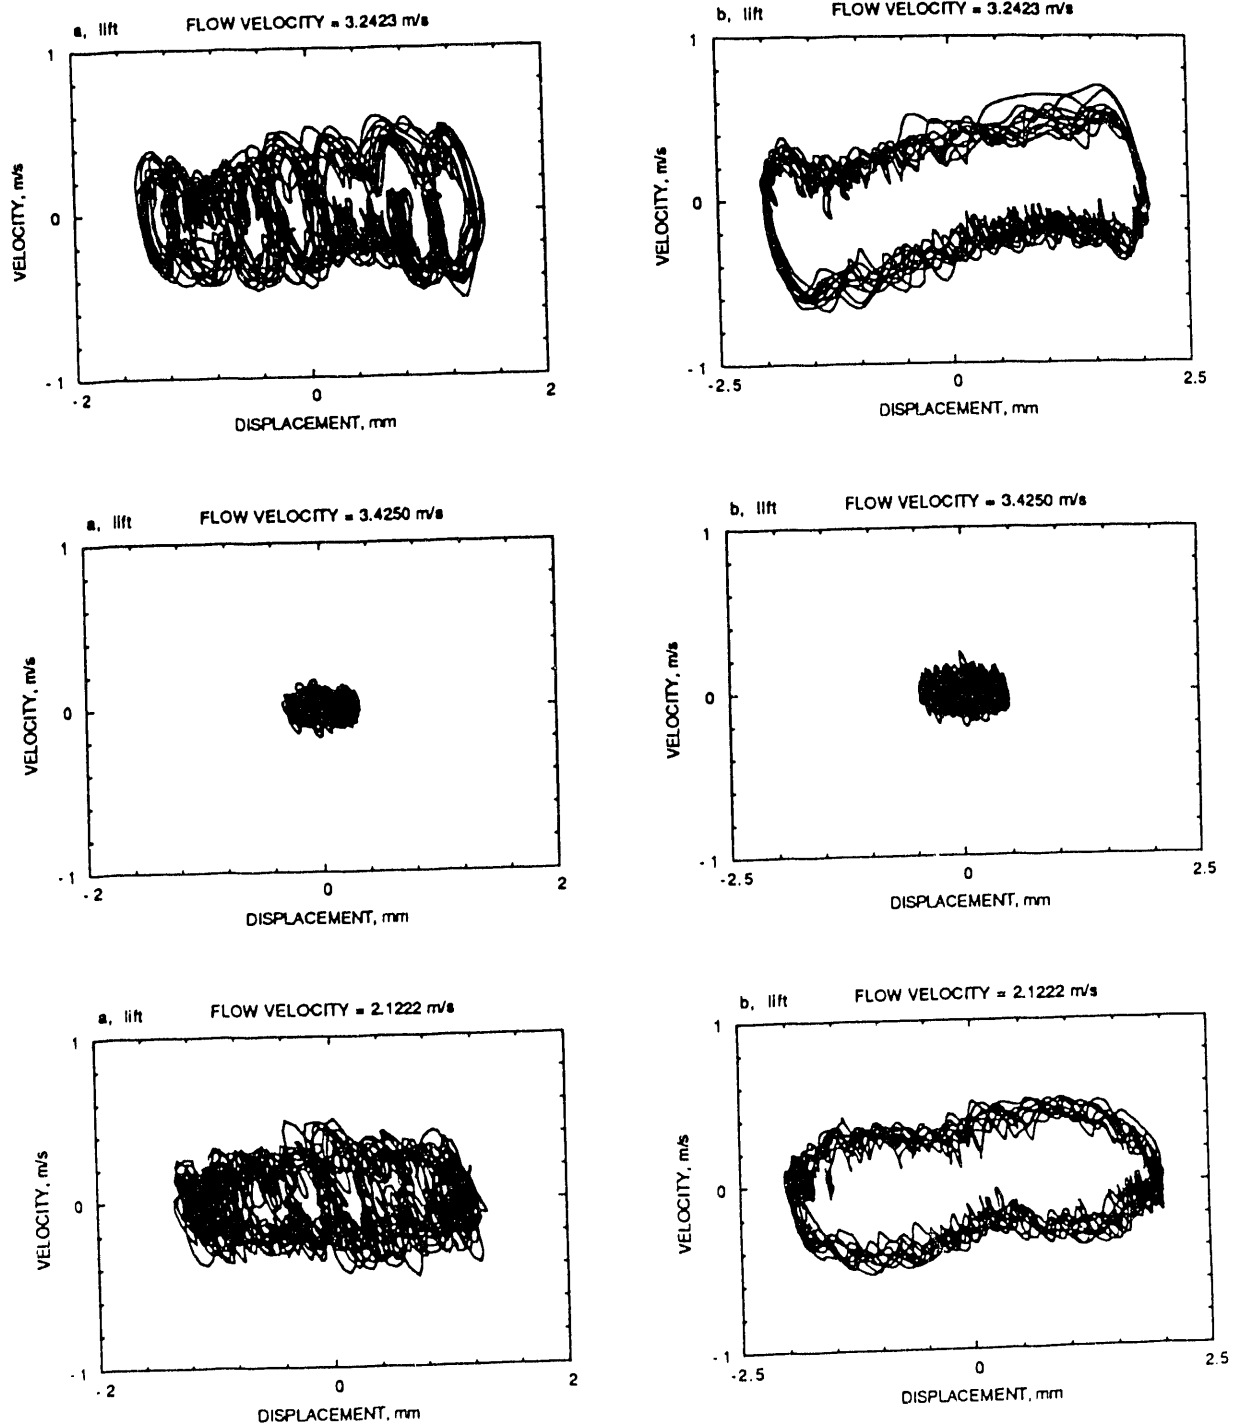 a, lift FLOW VELOCITY = 3.2423 m/s
1
VELOCITY, m/s
0
-1
-2 0 2
DISPLACEMENT, mm
b, lift FLOW VELOCITY = 3.2423 m/s
1
VELOCITY, m/s
0
-1
-2.5 0 2.5
DISPLACEMENT, mm
a, lift FLOW VELOCITY = 3.4250 m/s
1
VELOCITY, m/s
0
-1
-2 0 2
DISPLACEMENT, mm
b, lift FLOW VELOCITY = 3.4250 m/s
1
VELOCITY, m/s
0
-1
-2.5 0 2.5
DISPLACEMENT, mm
a, lift FLOW VELOCITY = 2.1222 m/s
1
VELOCITY, m/s
0
-1
-2 0 2
DISPLACEMENT, mm
b, lift FLOW VELOCITY = 2.1222 m/s
1
VELOCITY, m/s
0
-1
-2.5 0 2.5
DISPLACEMENT, mm